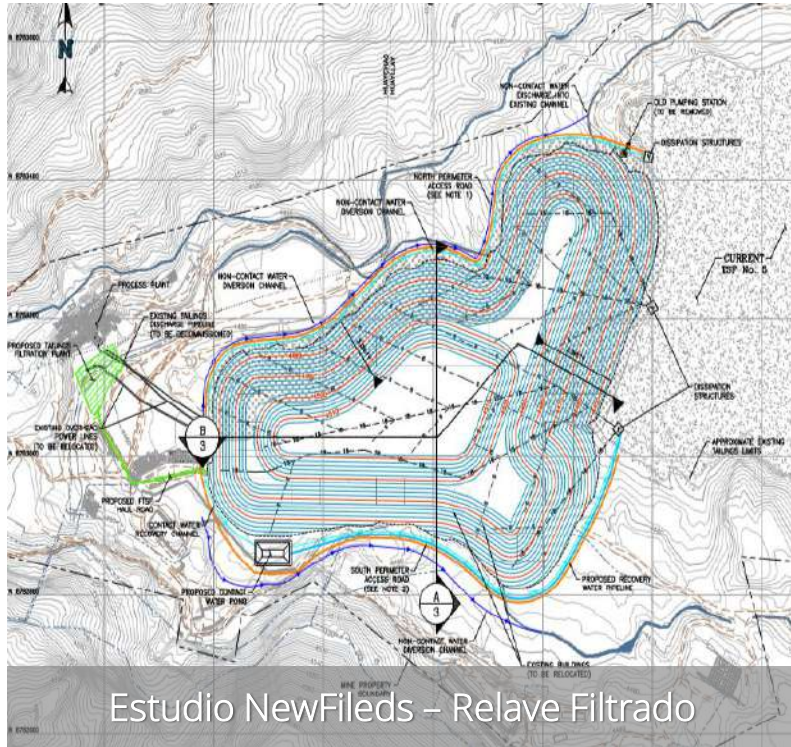 N
NON-CONTACT WATER
DISCHARGE INTO
EXISTING CHANNEL
OLD PUMPING STATION
(TO BE REMOVED)
DISSIPATION STRUCTURES
NORTH PERIMETER
ACCESS ROAD
(SEE NOTE 1)
NON-CONTACT WATER
DIVERSION CHANNEL
CURRENT
TSF No. 5
NON-CONTACT WATER
DIVERSION CHANNEL
PROCESS PLANT
EXISTING TAILINGS
DISCHARGE PIPELINE
(TO BE DECOMMISSIONED)
PROPOSED TAILINGS
FILTRATION PLANT
DISSIPATION
STRUCTURES
EXISTING OVERHEAD
POWER LINES
(TO BE RELOCATED)
B
3
APPROXIMATE EXISTING
TAILINGS LIMITS
PROPOSED FTSF
HAUL ROAD
CONTACT WATER
RECOVERY CHANNEL
SOUTH PERIMETER
ACCESS ROAD
(SEE NOTE 2)
PROPOSED RECOVERY
WATER PIPELINE
PROPOSED CONTACT
WATER POND
A
3
NON-CONTACT WATER
DIVERSION CHANNEL
EXISTING BUILDINGS
(TO BE RELOCATED)
MINE PROPERTY
BOUNDARY
Estudio NewFileds – Relave Filtrado